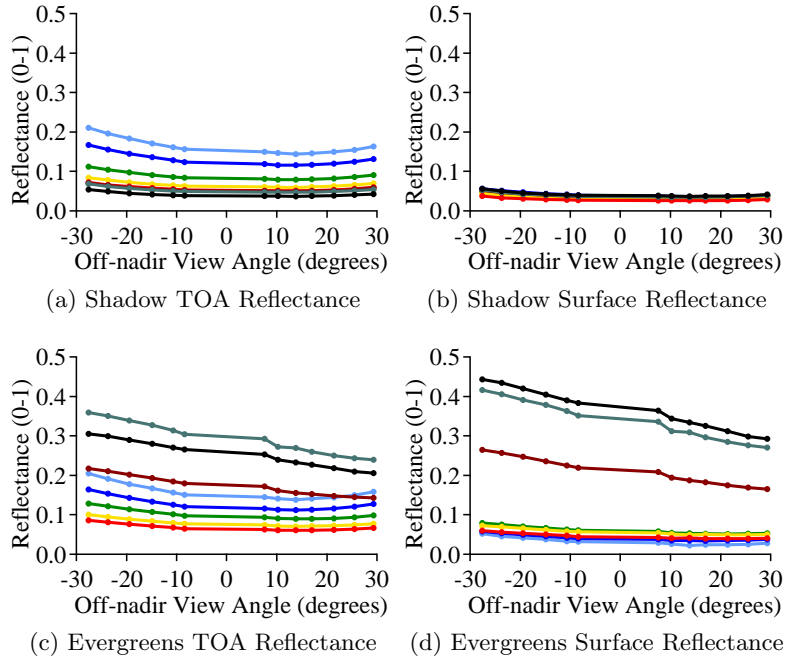 Reflectance (0-1)
0.5
0.4
0.3
0.2
0.1
0.0
-30 -20 -10 0 10 20 30
Off-nadir View Angle (degrees)
(a) Shadow TOA Reflectance
Reflectance (0-1)
0.5
0.4
0.3
0.2
0.1
0.0
-30 -20 -10 0 10 20 30
Off-nadir View Angle (degrees)
(b) Shadow Surface Reflectance
Reflectance (0-1)
0.5
0.4
0.3
0.2
0.1
0.0
-30 -20 -10 0 10 20 30
Off-nadir View Angle (degrees)
(c) Evergreens TOA Reflectance
Reflectance (0-1)
0.5
0.4
0.3
0.2
0.1
0.0
-30 -20 -10 0 10 20 30
Off-nadir View Angle (degrees)
(d) Evergreens Surface Reflectance